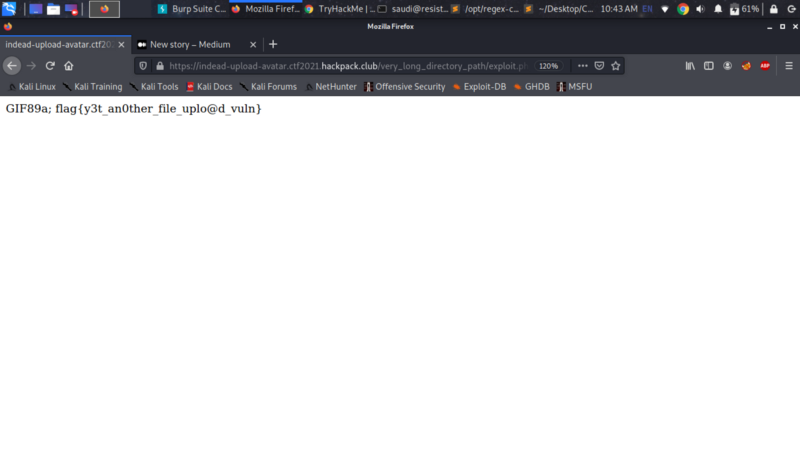 Burp Suite C...
Mozilla Firef...
TryHackMe | ...
saudi@resist...
/opt/regex-c...
~/Desktop/C...
10:43 AM
EN
61%
Mozilla Firefox
indead-upload-avatar.ctf20
New story – Medium
https://indead-upload-avatar.ctf2021.hackpack.club/very_long_directory_path/exploit.ph
120%
ABP
Kali Linux
Kali Training
Kali Tools
Kali Docs
Kali Forums
NetHunter
Offensive Security
Exploit-DB
GHDB
MSFU
GIF89a; flag{y3t_an0ther_file_uplo@d_vuln}